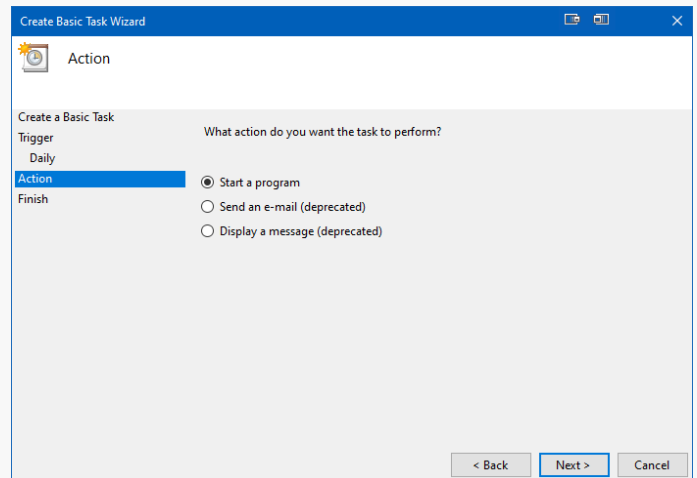 Create Basic Task Wizard
Action
Create a Basic Task
Trigger
Daily
Action
Finish
What action do you want the task to perform?
Start a program
Send an e-mail (deprecated)
Display a message (deprecated)
< Back
Next >
Cancel